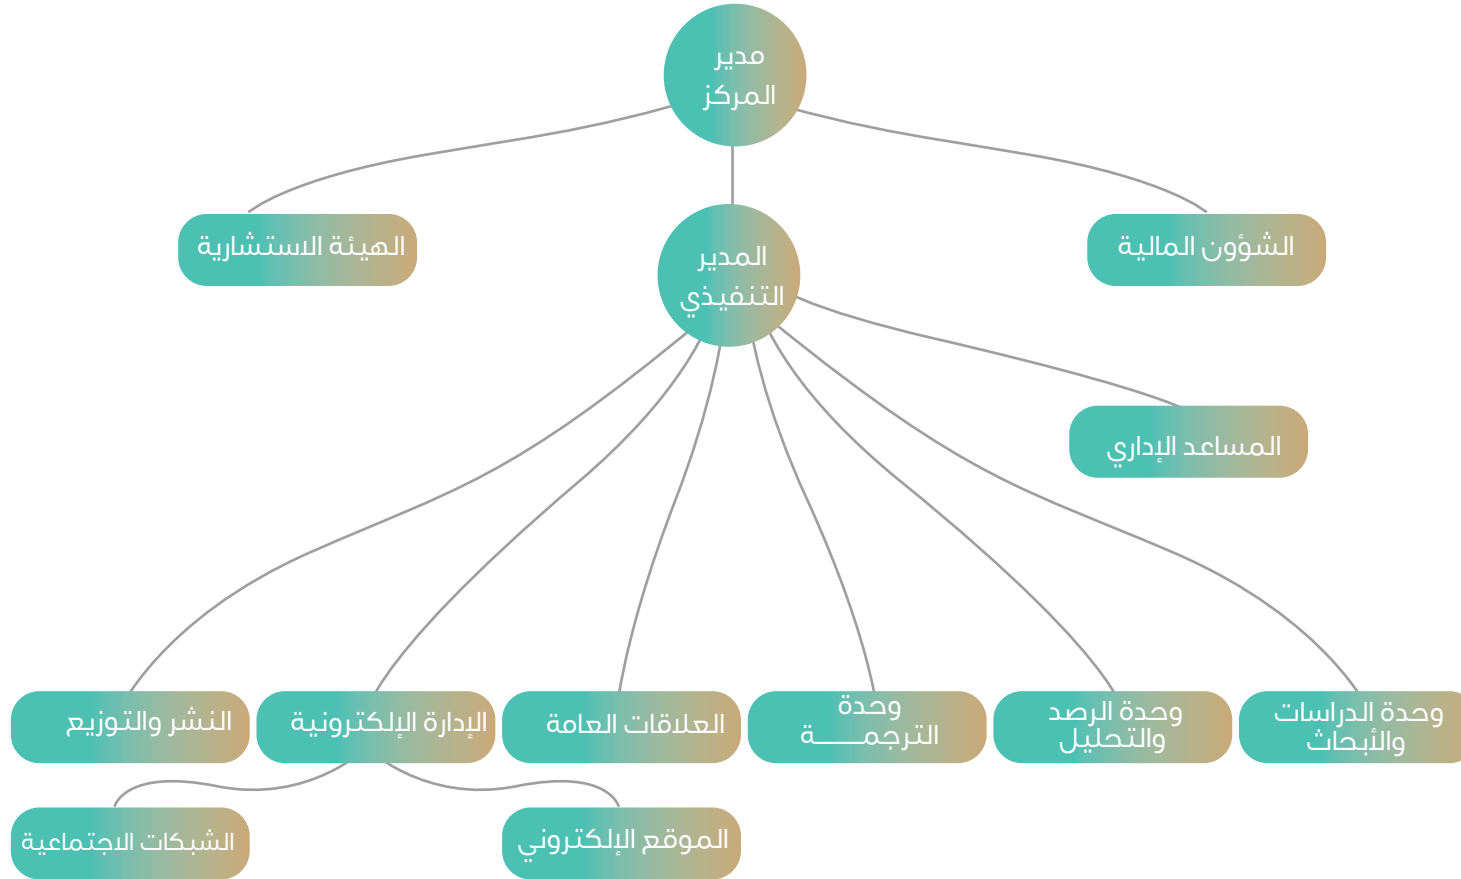 مدير
المركز
الشؤون المالية
الهيئة الاستشارية
المدير
التنفيذي
المساعد الإداري
وحدة الدراسات
والأبحاث
وحدة الرصد
والتحليل
وحدة
الترجمــــــة
العلاقات العامة
الإدارة الإلكترونية
النشر والتوزيع
الموقع الإلكتروني
الشبكات الاجتماعية